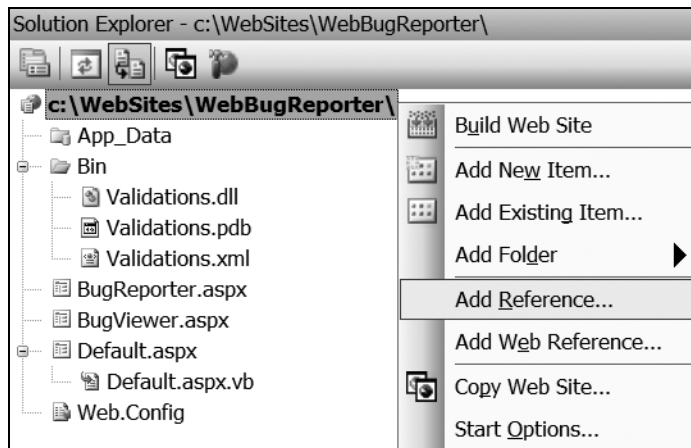 Solution Explorer - c:\WebSites\WebBugReporter\
c:\WebSites\WebBugReporter\
App_Data
Bin
Validations.dll
Validations.pdb
Validations.xml
BugReporter.aspx
BugViewer.aspx
Default.aspx
Default.aspx.vb
Web.Config
Build Web Site
Add New Item...
Add Existing Item...
Add Folder
Add Reference...
Add Web Reference...
Copy Web Site...
Start Options...